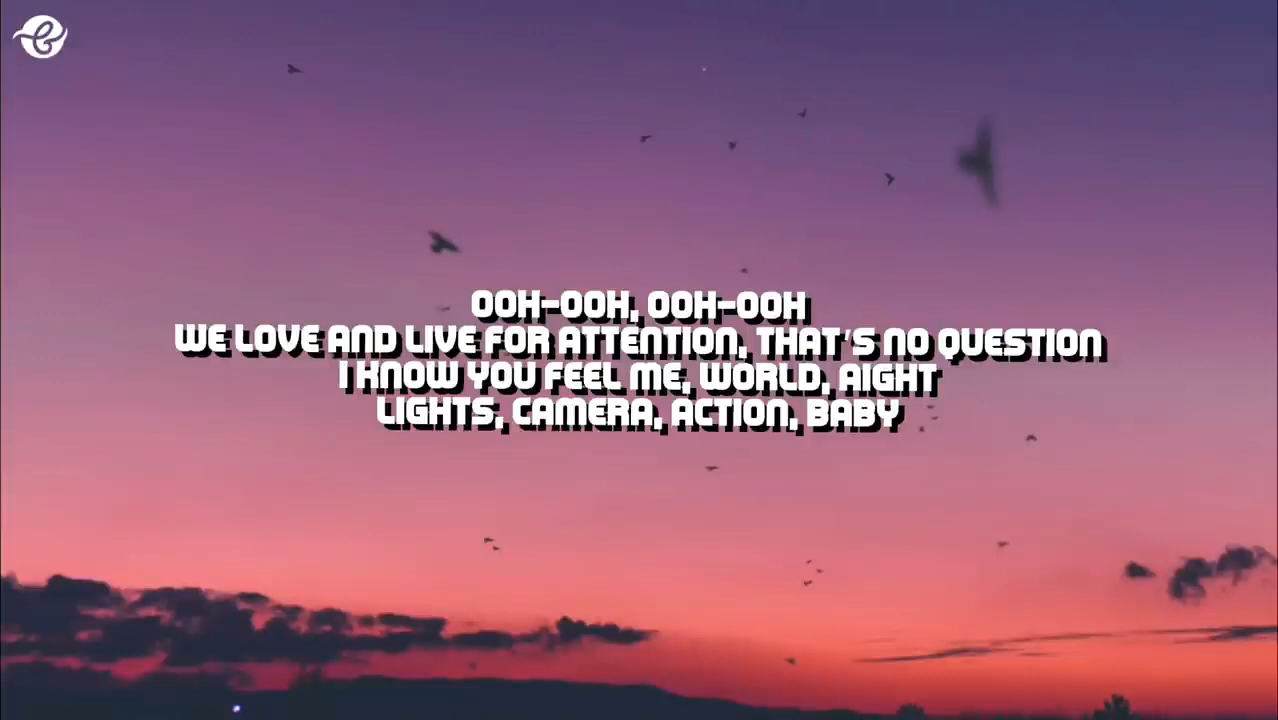 OOH-OOH, OOH-OOH
WE LOVE AND LIVE FOR ATTENTION, THAT'S NO QUESTION
I KNOW YOU FEEL ME, WORLD, AIGHT
LIGHTS, CAMERA, ACTION, BABY